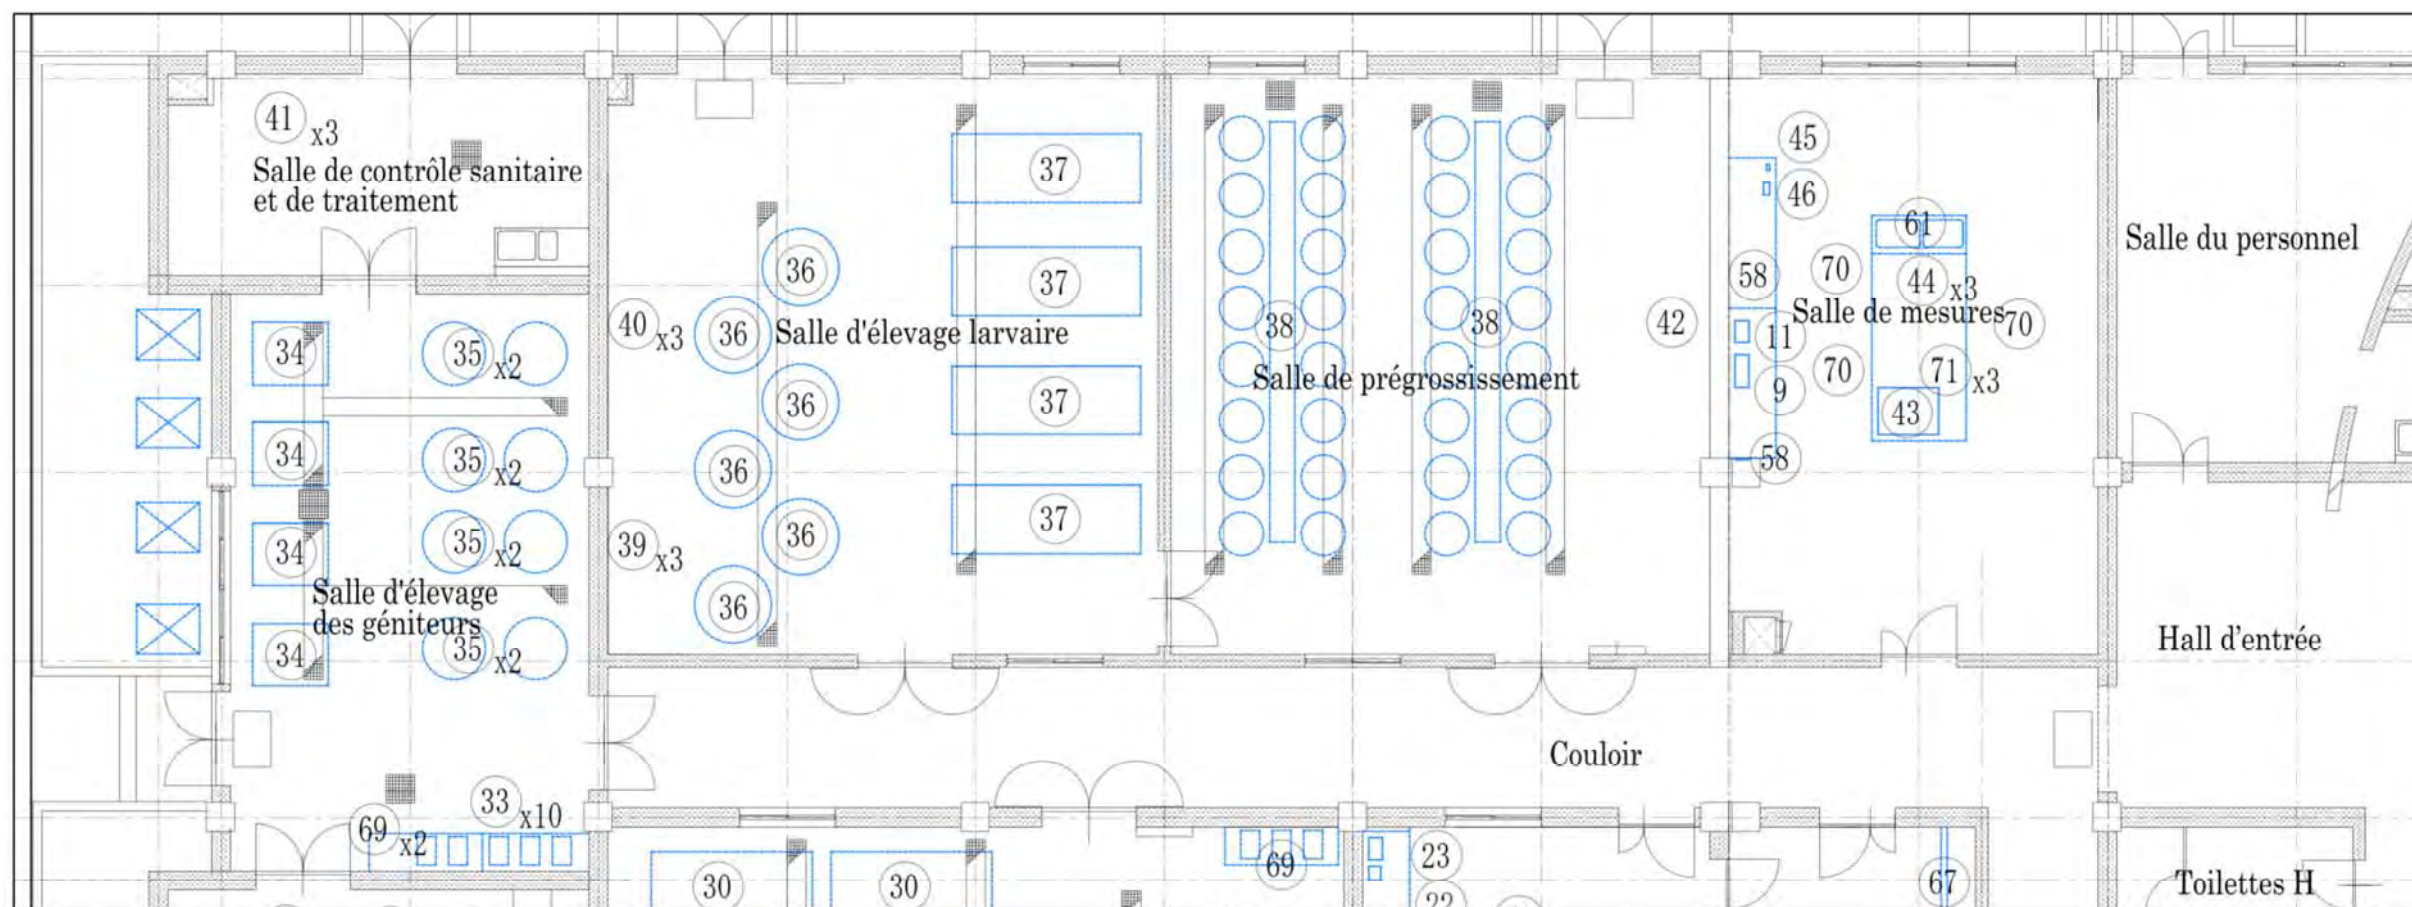 41 x3
Salle de contrôle sanitaire
et de traitement
34
34
34
34
35 x2
35 x2
35 x2
35 x2
Salle d'élevage
des géniteurs
33 x10
69 x2
40 x3
39 x3
36
36
36
36
36
36
Salle d'élevage larvaire
37
37
37
37
38
38
Salle de prégrossissement
42
45
46
58
61
70
44 x3
Salle de mesures
70
11
9
70
71 x3
43
58
Salle du personnel
Hall d'entrée
Couloir
30
30
69
23
22
67
Toilettes H